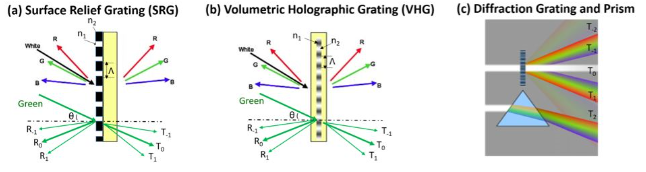 (a) Surface Relief Grating (SRG)
n2
n1
White
R
G
B
R
G
B
Λ
Green
θi
R-1
R0
R1
T-1
T0
T1
(b) Volumetric Holographic Grating (VHG)
n1
n2
White
R
G
B
R
G
B
Λ
Green
θi
R-1
R0
R1
T-1
T0
T1
(c) Diffraction Grating and Prism
T-2
T-1
T0
T1
T2